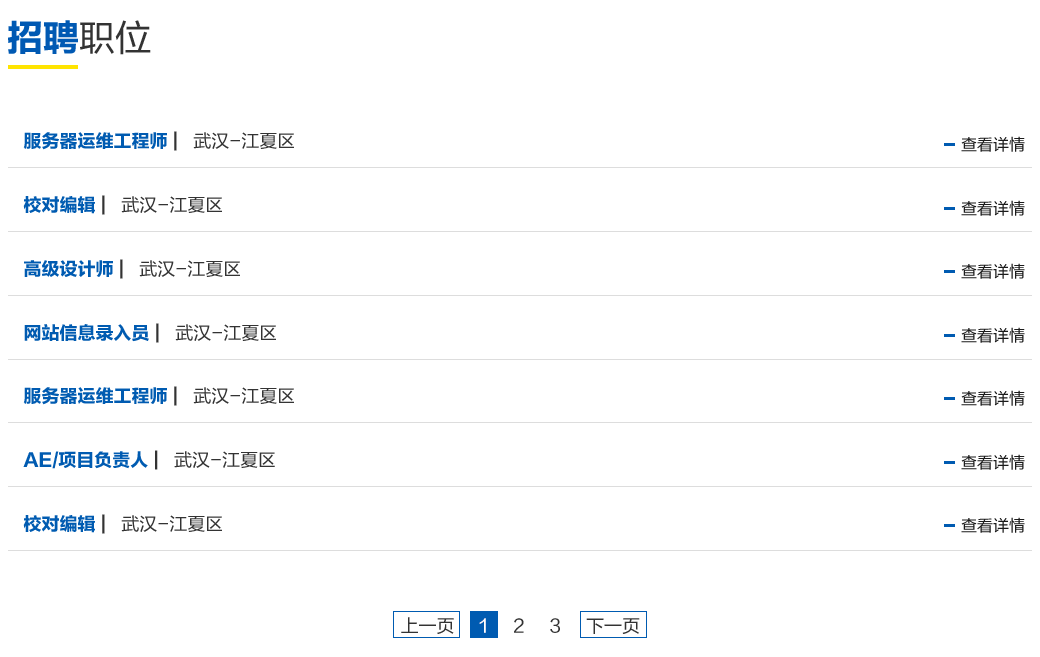 招聘职位
服务器运维工程师 | 武汉-江夏区 - 查看详情
校对编辑 | 武汉-江夏区 - 查看详情
高级设计师 | 武汉-江夏区 - 查看详情
网站信息录入员 | 武汉-江夏区 - 查看详情
服务器运维工程师 | 武汉-江夏区 - 查看详情
AE/项目负责人 | 武汉-江夏区 - 查看详情
校对编辑 | 武汉-江夏区 - 查看详情
上一页 1 2 3 下一页